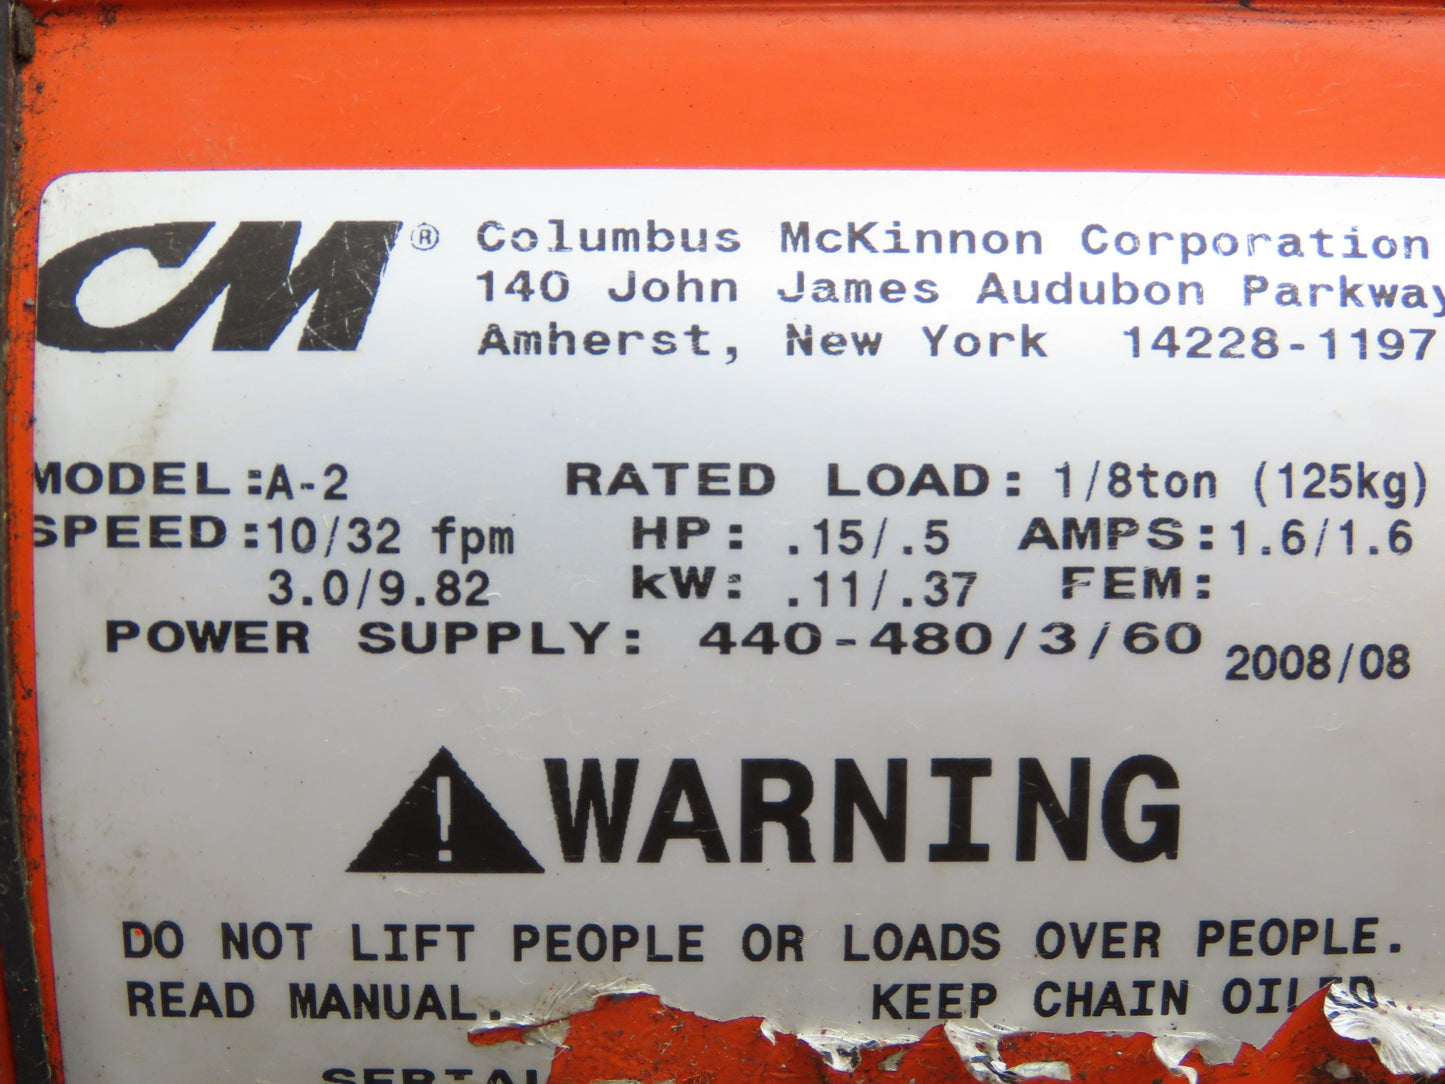 CM® Columbus McKinnon Corporation
140 John James Audubon Parkway
Amherst, New York 14228-1197
MODEL:A-2 RATED LOAD: 1/8ton (125kg)
SPEED:10/32 fpm HP: .15/.5 AMPS:1.6/1.6
3.0/9.82 kW: .11/.37 FEM:
POWER SUPPLY: 440-480/3/60 2008/08
WARNING
DO NOT LIFT PEOPLE OR LOADS OVER PEOPLE.
READ MANUAL. KEEP CHAIN OILED.
SERIAL